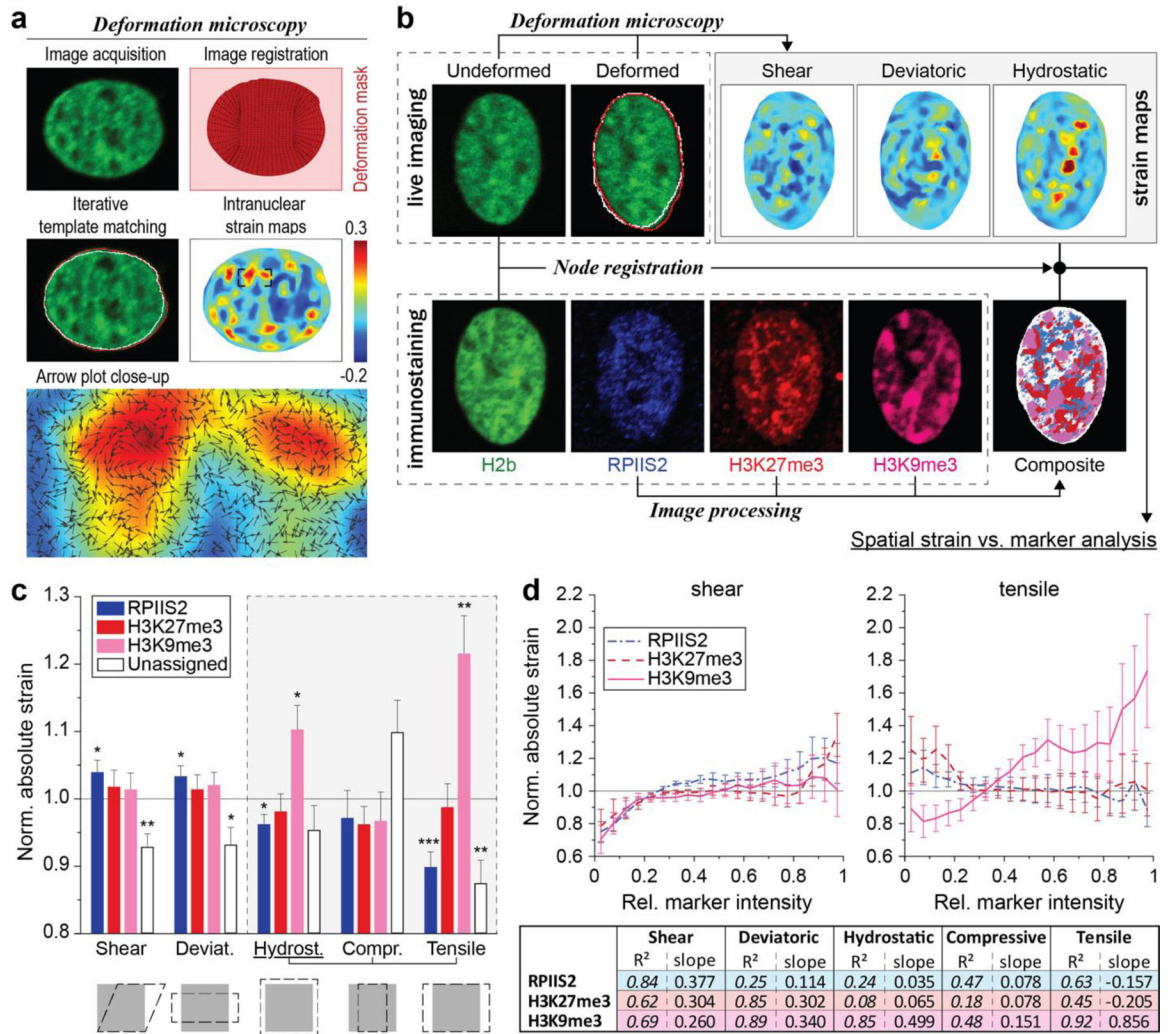 a
Deformation microscopy
Image acquisition
Image registration
Deformation mask
Iterative
template matching
Intranuclear
strain maps
0.3
-0.2
Arrow plot close-up
b
Deformation microscopy
live imaging
Undeformed
Deformed
Shear
Deviatoric
Hydrostatic
strain maps
Node registration
immunostaining
H2b
RPIIS2
H3K27me3
H3K9me3
Composite
Image processing
Spatial strain vs. marker analysis
c
Norm. absolute strain
1.3
1.2
1.1
1.0
0.9
0.8
RPIIS2
H3K27me3
H3K9me3
Unassigned
*
**
*
*
*
*
***
**
**
Shear
Deviat.
Hydrost.
Compr.
Tensile
d
shear
tensile
Norm. absolute strain
2.2
2.0
1.8
1.6
1.4
1.2
1.0
0.8
0.6
RPIIS2
H3K27me3
H3K9me3
0 0.2 0.4 0.6 0.8 1
Rel. marker intensity
2.2
2.0
1.8
1.6
1.4
1.2
1.0
0.8
0.6
0 0.2 0.4 0.6 0.8 1
Rel. marker intensity
Shear Deviatoric Hydrostatic Compressive Tensile
R² slope R² slope R² slope R² slope R² slope
RPIIS2 0.84 0.377 0.25 0.114 0.24 0.035 0.47 0.078 0.63 -0.157
H3K27me3 0.62 0.304 0.85 0.302 0.08 0.065 0.18 0.078 0.45 -0.205
H3K9me3 0.69 0.260 0.89 0.340 0.85 0.499 0.48 0.151 0.92 0.856